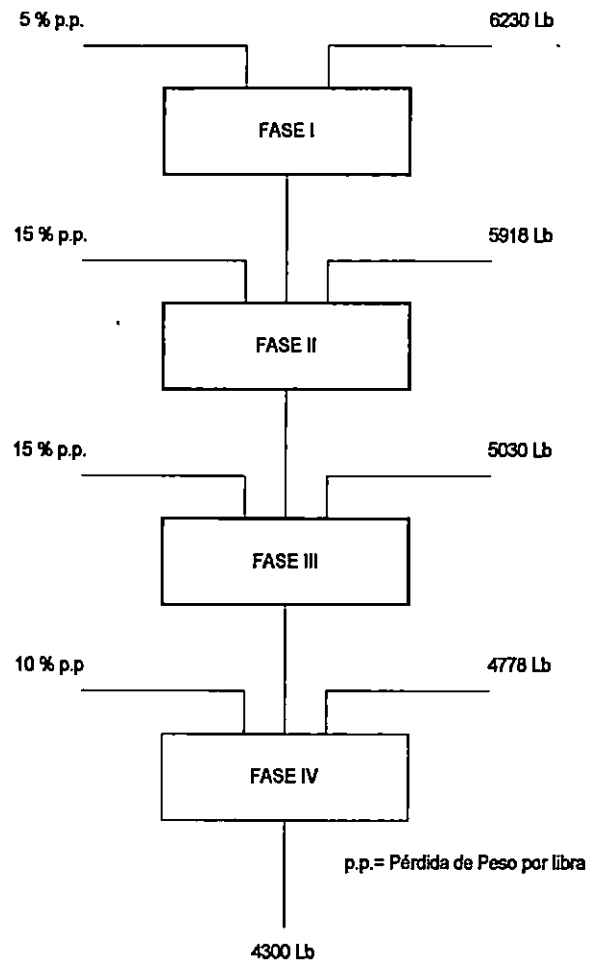 5 % p.p.
6230 Lb
FASE I
15 % p.p.
5918 Lb
FASE II
15 % p.p.
5030 Lb
FASE III
10 % p.p
4778 Lb
FASE IV
p.p.= Pérdida de Peso por libra
4300 Lb